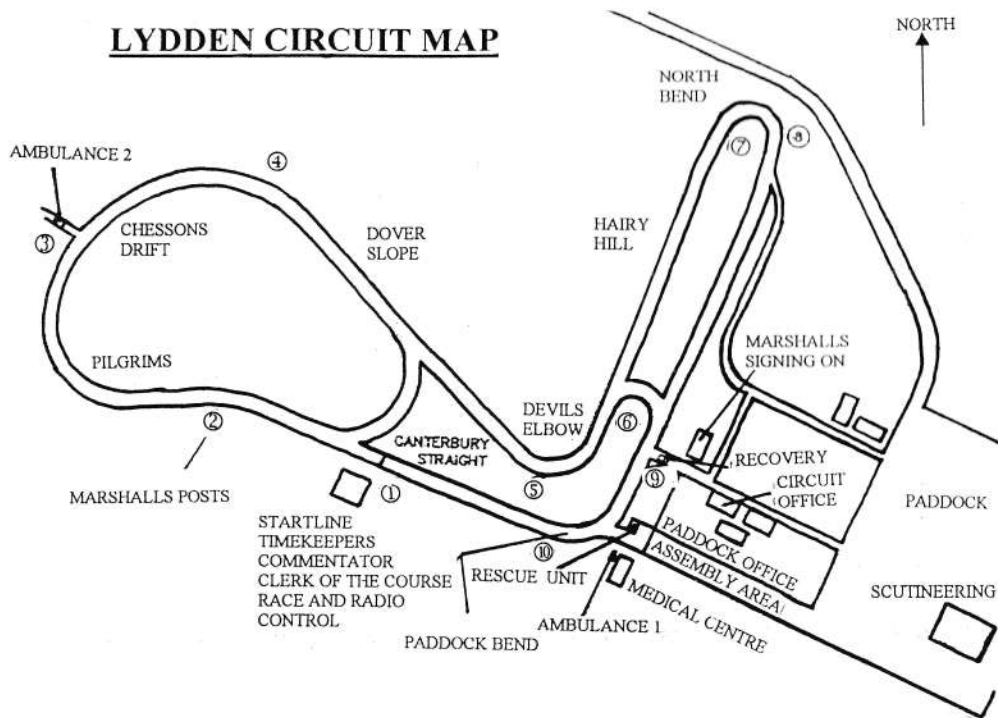 LYDDEN CIRCUIT MAP
NORTH
NORTH
BEND
⑧
⑦
AMBULANCE 2
④
③
CHESSONS
DRIFT
DOVER
SLOPE
HAIRY
HILL
MARSHALLS
SIGNING ON
PILGRIMS
②
DEVILS
ELBOW
⑥
CANTERBURY
STRAIGHT
MARSHALLS POSTS
①
⑤
⑨
RECOVERY
CIRCUIT
OFFICE
PADDOCK
STARTLINE
TIMEKEEPERS
COMMENTATOR
CLERK OF THE COURSE
RACE AND RADIO
CONTROL
⑩
RESCUE UNIT
PADDOCK OFFICE
ASSEMBLY AREA
MEDICAL CENTRE
SCUTINEERING
PADDOCK BEND
AMBULANCE 1